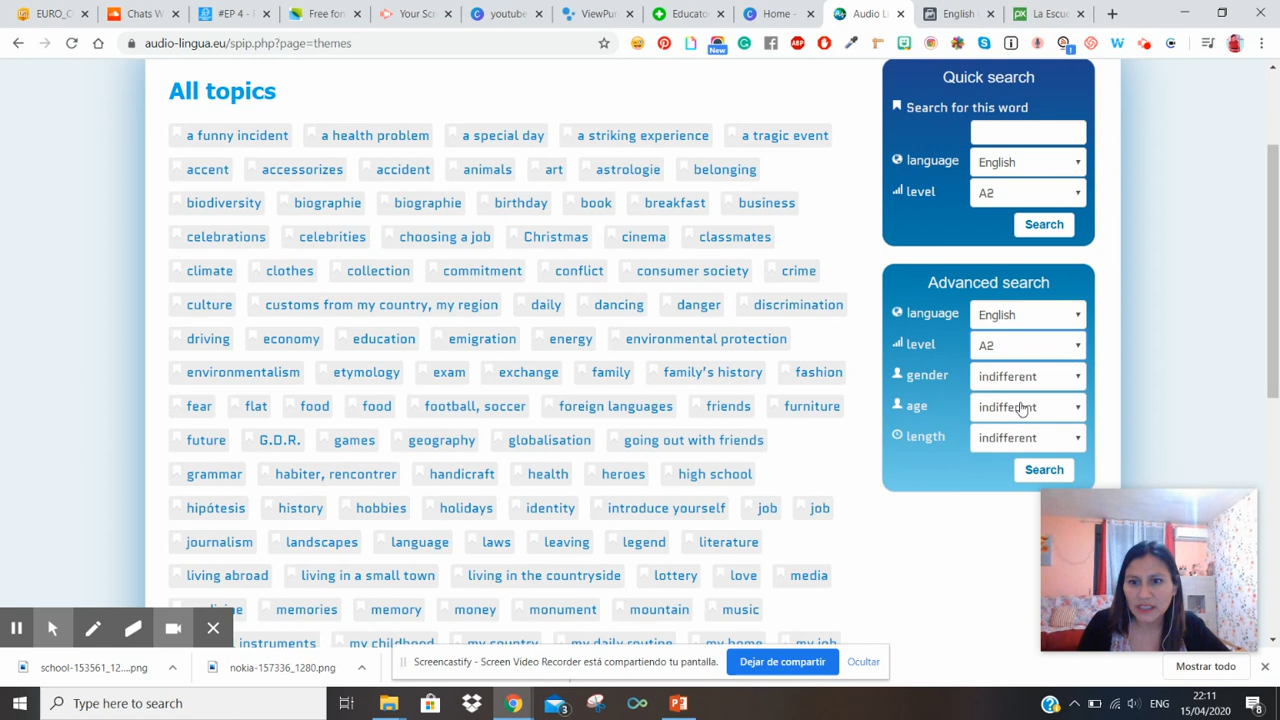 EURO_C
Chats W
#EP 4 -
Free fon
Your Scr
youtube
ViewPur
Educator
Home -
Audio Li
English
La Escue
audio-lingua.eu/spip.php?page=themes
New
1
All topics
a funny incident a health problem a special day a striking experience a tragic event
accent accessorizes accident animals art astrologie belonging
biodiversity biographie biographie birthday book breakfast business
celebrations celebrities choosing a job Christmas cinema classmates
climate clothes collection commitment conflict consumer society crime
culture customs from my country, my region daily dancing danger discrimination
driving economy education emigration energy environmental protection
environmentalism etymology exam exchange family family's history fashion
fear flat food food football, soccer foreign languages friends furniture
future G.D.R. games geography globalisation going out with friends
grammar habiter, rencontrer handicraft health heroes high school
hipótesis history hobbies holidays identity introduce yourself job job
journalism landscapes language laws leaving legend literature
living abroad living in a small town living in the countryside lottery love media
memories memory money monument mountain music
instruments my childhood my country my daily routine my home my job
Quick search
Search for this word
language English
level A2
Search
Advanced search
language English
level A2
gender indifferent
age indifferent
length indifferent
Search
school-153561_12....png
nokia-157336_1280.png
Screencastify - Screen Video Recorder está compartiendo tu pantalla.
Dejar de compartir
Ocultar
Mostrar todo
Type here to search
3
ENG
22:11
15/04/2020
8